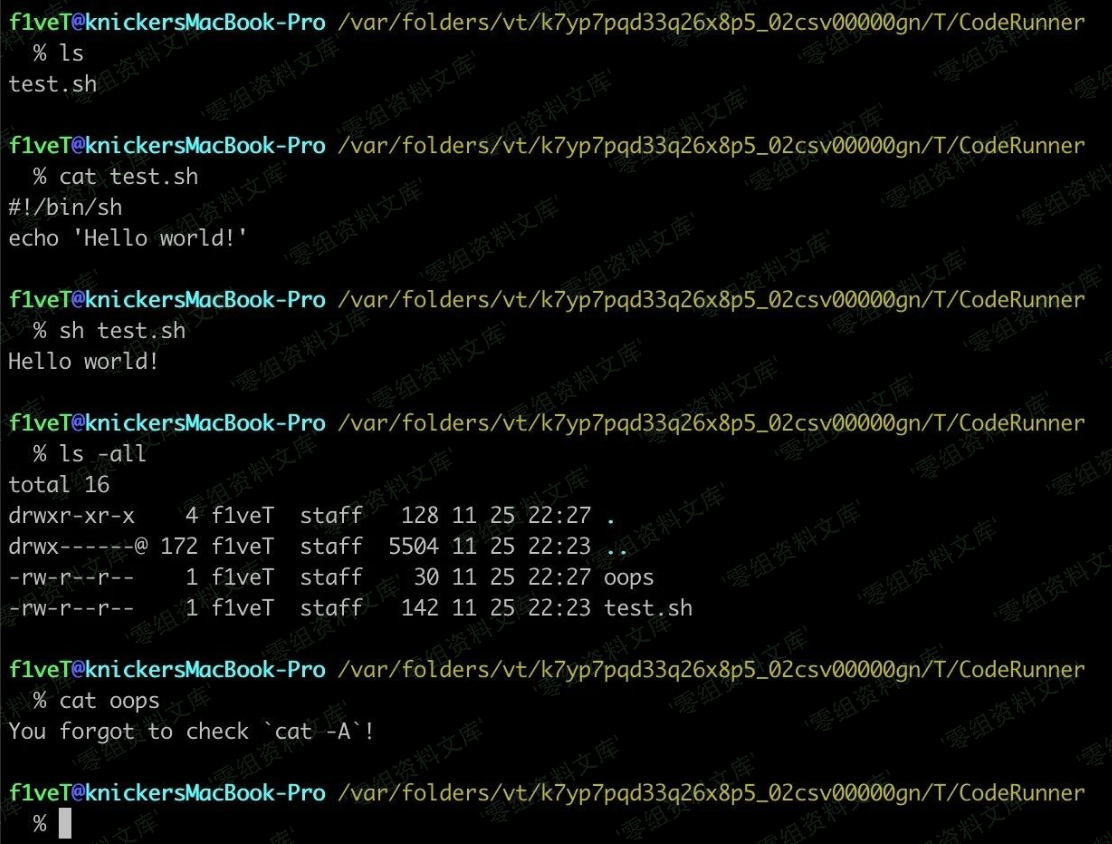 f1veT@knickersMacBook-Pro /var/folders/vt/k7yp7pqd33q26x8p5_02csv00000gn/T/CodeRunner
% ls
test.sh
f1veT@knickersMacBook-Pro /var/folders/vt/k7yp7pqd33q26x8p5_02csv00000gn/T/CodeRunner
% cat test.sh
#!/bin/sh
echo 'Hello world!'
f1veT@knickersMacBook-Pro /var/folders/vt/k7yp7pqd33q26x8p5_02csv00000gn/T/CodeRunner
% sh test.sh
Hello world!
f1veT@knickersMacBook-Pro /var/folders/vt/k7yp7pqd33q26x8p5_02csv00000gn/T/CodeRunner
% ls -all
total 16
drwxr-xr-x    4 f1veT  staff   128 11 25 22:27 .
drwx------@ 172 f1veT  staff  5504 11 25 22:23 ..
-rw-r--r--    1 f1veT  staff    30 11 25 22:27 oops
-rw-r--r--    1 f1veT  staff   142 11 25 22:23 test.sh
f1veT@knickersMacBook-Pro /var/folders/vt/k7yp7pqd33q26x8p5_02csv00000gn/T/CodeRunner
% cat oops
You forgot to check `cat -A`!
f1veT@knickersMacBook-Pro /var/folders/vt/k7yp7pqd33q26x8p5_02csv00000gn/T/CodeRunner
%
'零组资料文库'